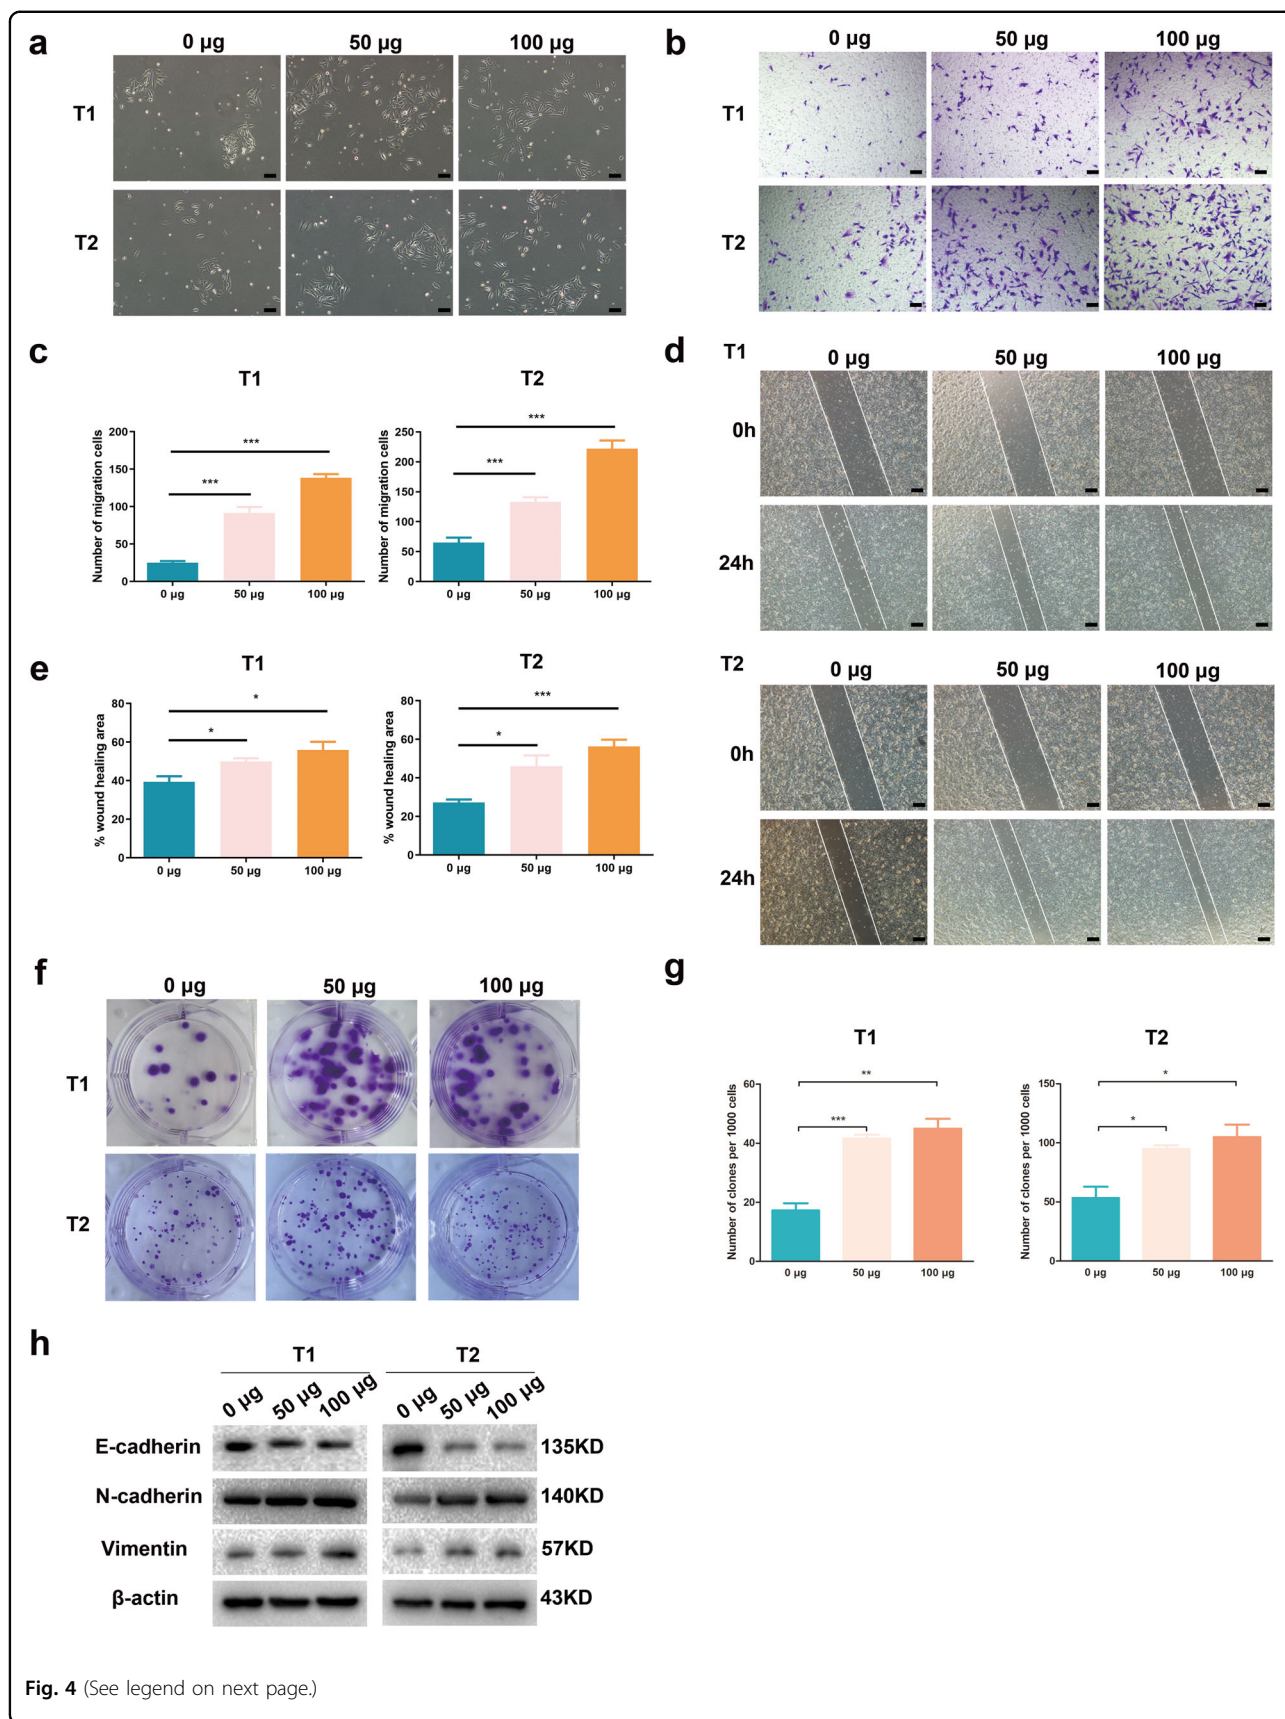 a
0 µg 50 µg 100 µg
T1
T2
b
0 µg 50 µg 100 µg
T1
T2
c
T1
Number of migration cells
200
150
100
50
0
***
***
0 µg 50 µg 100 µg
T2
Number of migration cells
250
200
150
100
50
0
***
***
0 µg 50 µg 100 µg
d
T1
0 µg 50 µg 100 µg
0h
24h
T2
0 µg 50 µg 100 µg
0h
24h
e
T1
% wound healing area
80
60
40
20
0
*
*
0 µg 50 µg 100 µg
T2
% wound healing area
80
60
40
20
0
***
*
0 µg 50 µg 100 µg
f
0 µg 50 µg 100 µg
T1
T2
g
T1
Number of clones per 1000 cells
60
40
20
0
**
***
0 µg 50 µg 100 µg
T2
Number of clones per 1000 cells
150
100
50
0
*
*
0 µg 50 µg 100 µg
h
T1 T2
0 µg 50 µg 100 µg 0 µg 50 µg 100 µg
E-cadherin 135KD
N-cadherin 140KD
Vimentin 57KD
β-actin 43KD
Fig. 4 (See legend on next page.)